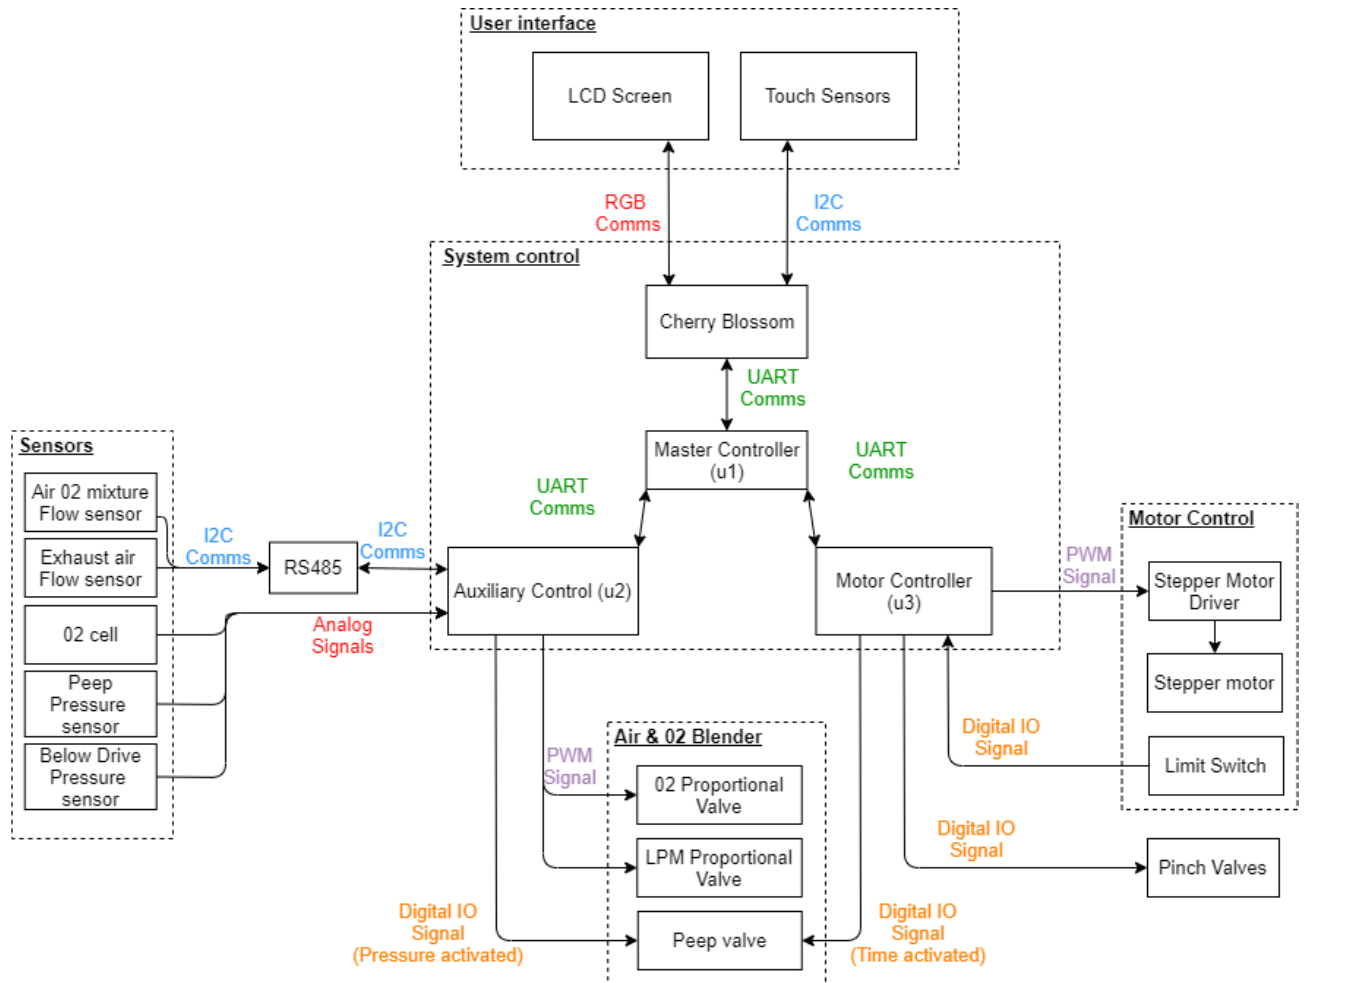 User interface
LCD Screen
Touch Sensors
RGB
Comms
I2C
Comms
System control
Cherry Blossom
UART
Comms
Master Controller
(u1)
UART
Comms
UART
Comms
Sensors
Air 02 mixture
Flow sensor
Exhaust air
Flow sensor
02 cell
Peep
Pressure
sensor
Below Drive
Pressure
sensor
I2C
Comms
RS485
I2C
Comms
Analog
Signals
Auxiliary Control (u2)
Motor Controller
(u3)
PWM
Signal
Motor Control
Stepper Motor
Driver
Stepper motor
Limit Switch
Digital IO
Signal
Digital IO
Signal
Pinch Valves
Air & 02 Blender
PWM
Signal
02 Proportional
Valve
LPM Proportional
Valve
Peep valve
Digital IO
Signal
(Pressure activated)
Digital IO
Signal
(Time activated)